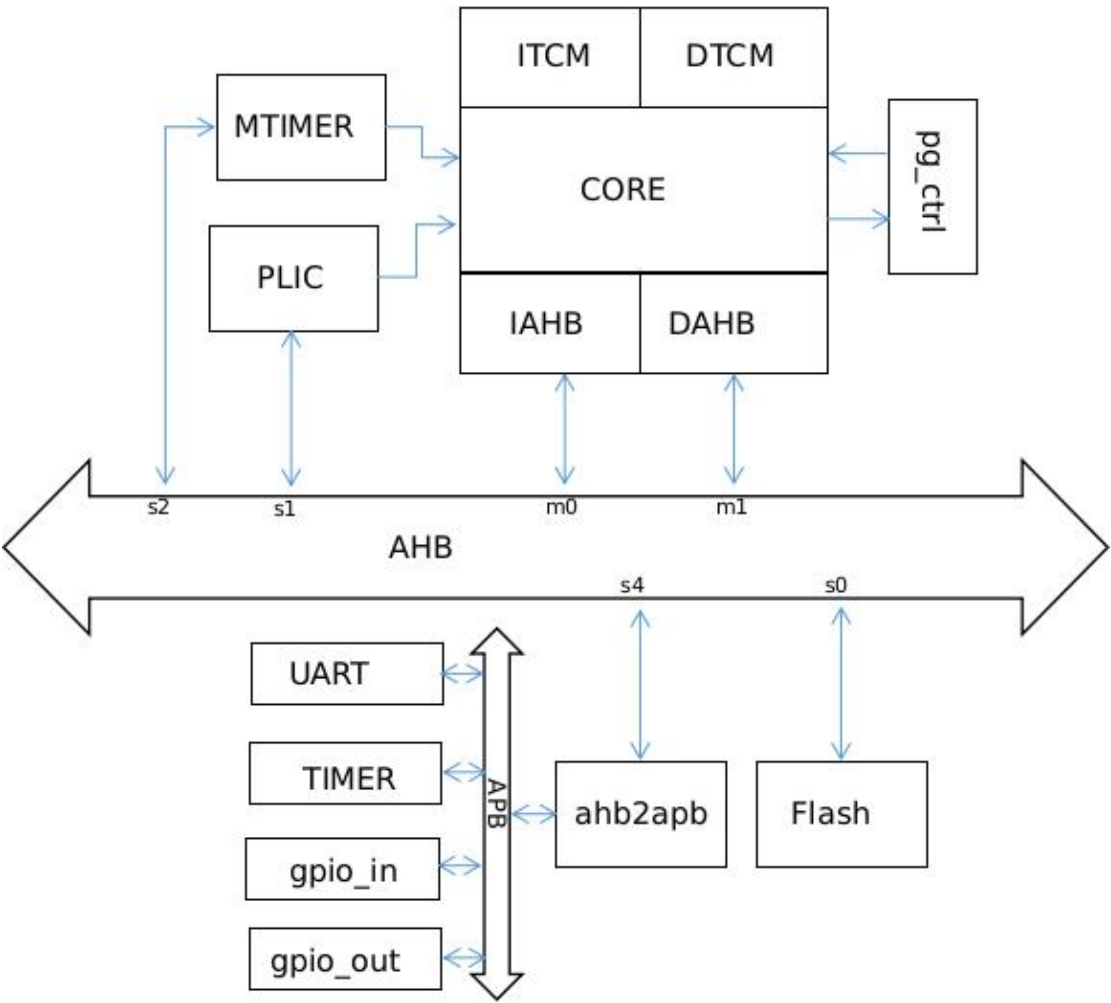 ITCM
DTCM
MTIMER
pg_ctrl
CORE
PLIC
IAHB
DAHB
s2
s1
m0
m1
AHB
s4
s0
UART
TIMER
APB
ahb2apb
Flash
gpio_in
gpio_out